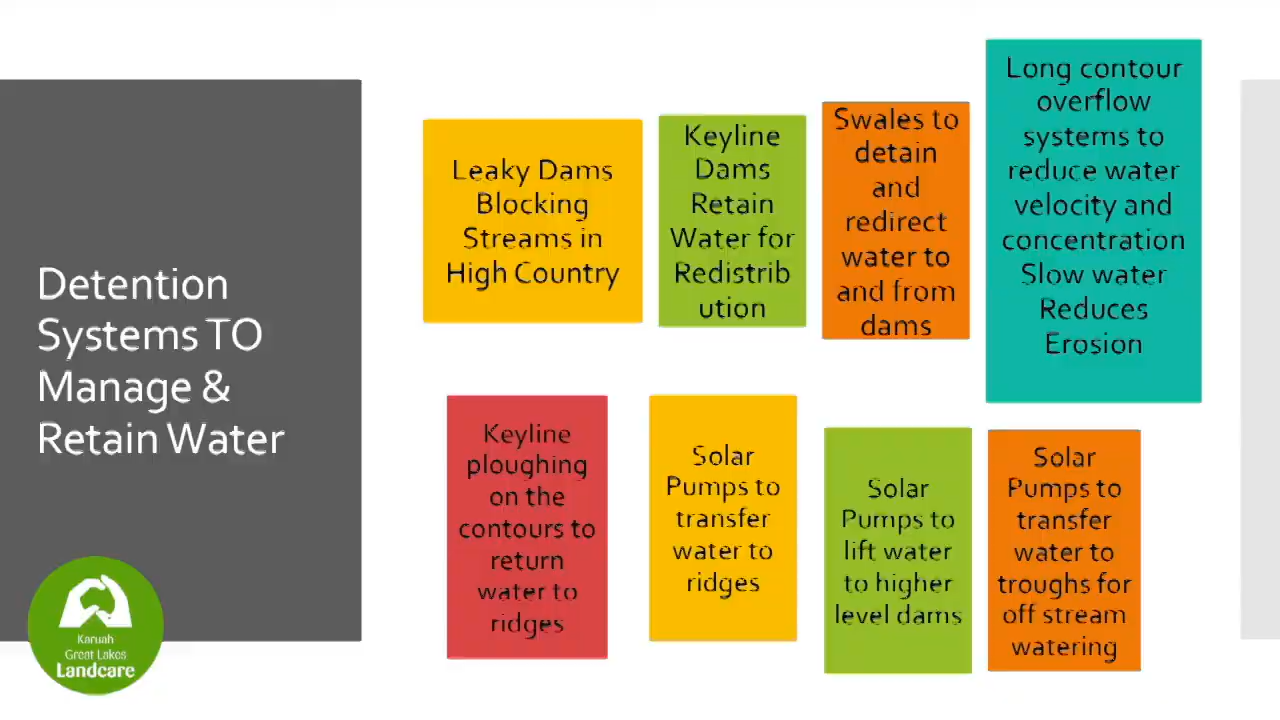 Detention
Systems TO
Manage &
Retain Water
Leaky Dams
Blocking
Streams in
High Country
Keyline
Dams
Retain
Water for
Redistrib
ution
Swales to
detain
and
redirect
water to
and from
dams
Long contour
overflow
systems to
reduce water
velocity and
concentration
Slow water
Reduces
Erosion
Keyline
ploughing
on the
contours to
return
water to
ridges
Solar
Pumps to
transfer
water to
ridges
Solar
Pumps to
lift water
to higher
level dams
Solar
Pumps to
transfer
water to
troughs for
off stream
watering
Karuah
Great Lakes
Landcare